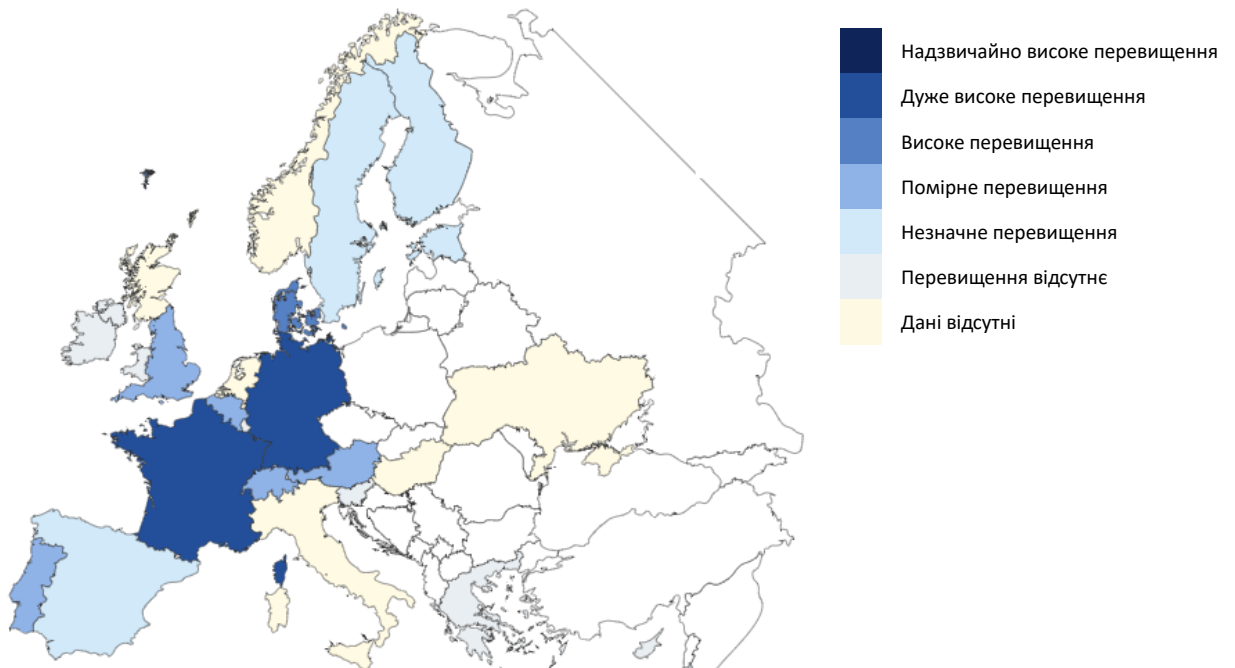 Надзвичайно високе перевищення
Дуже високе перевищення
Високе перевищення
Помірне перевищення
Незначне перевищення
Перевищення відсутнє
Дані відсутні